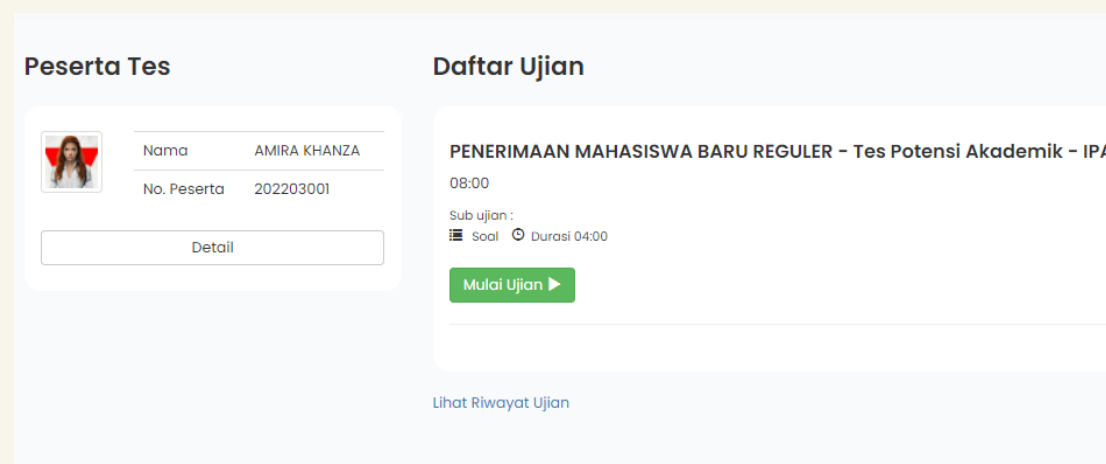 Peserta Tes
Nama AMIRA KHANZA
No. Peserta 202203001
Detail
Daftar Ujian
PENERIMAAN MAHASISWA BARU REGULER - Tes Potensi Akademik - IPA
08:00
Sub ujian :
Soal Durasi 04:00
Mulai Ujian
Lihat Riwayat Ujian